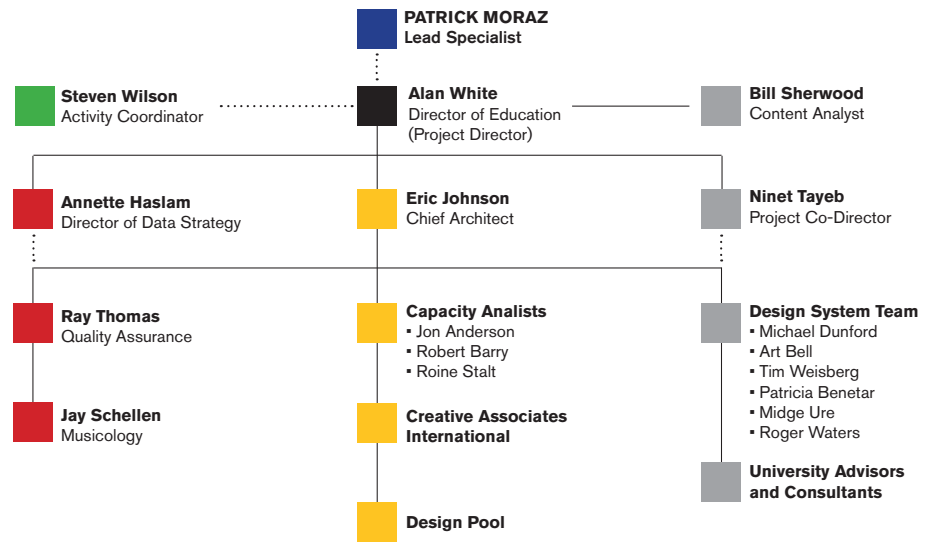 PATRICK MORAZ
Lead Specialist
Steven Wilson
Activity Coordinator
Alan White
Director of Education
(Project Director)
Bill Sherwood
Content Analyst
Annette Haslam
Director of Data Strategy
Eric Johnson
Chief Architect
Ninet Tayeb
Project Co-Director
Ray Thomas
Quality Assurance
Capacity Analists
▪ Jon Anderson
▪ Robert Barry
▪ Roine Stalt
Design System Team
▪ Michael Dunford
▪ Art Bell
▪ Tim Weisberg
▪ Patricia Benetar
▪ Midge Ure
▪ Roger Waters
Jay Schellen
Musicology
Creative Associates
International
University Advisors
and Consultants
Design Pool